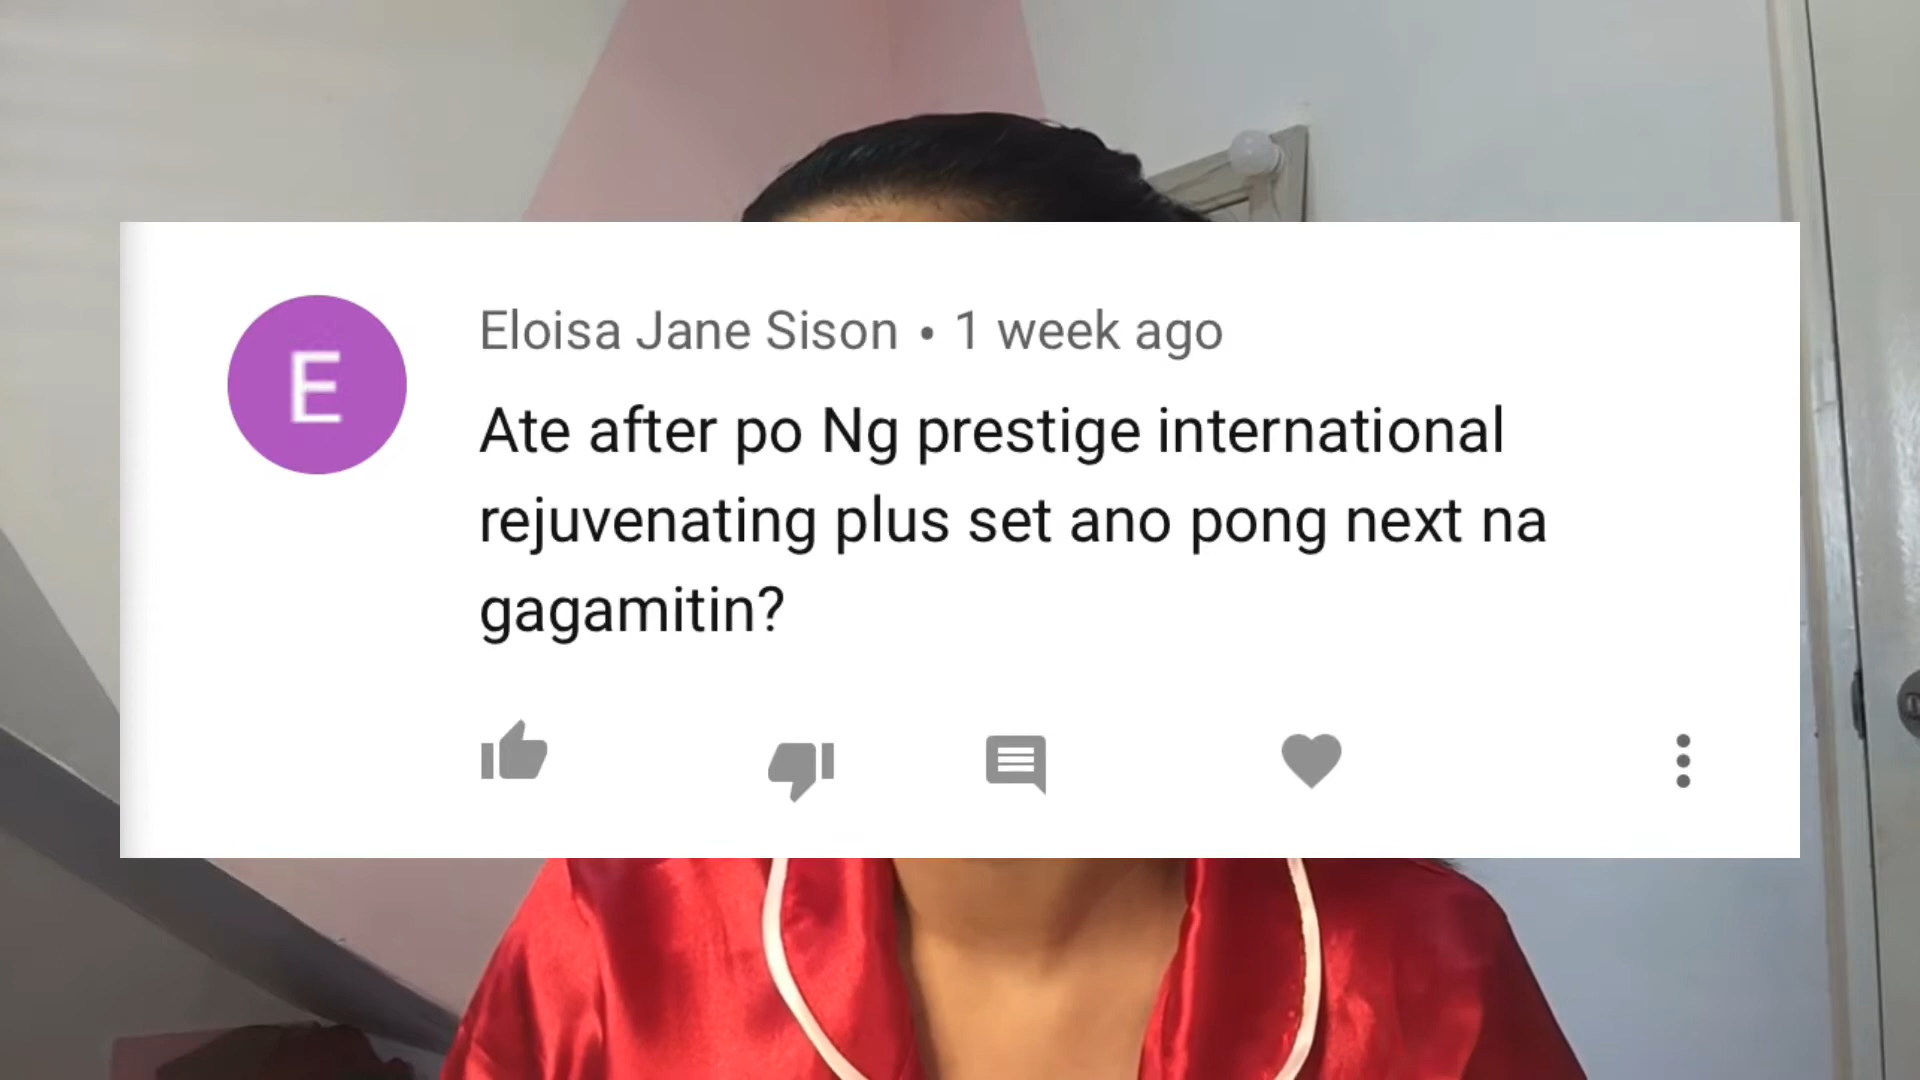 E
Eloisa Jane Sison • 1 week ago
Ate after po Ng prestige international
rejuvenating plus set ano pong next na
gagamitin?